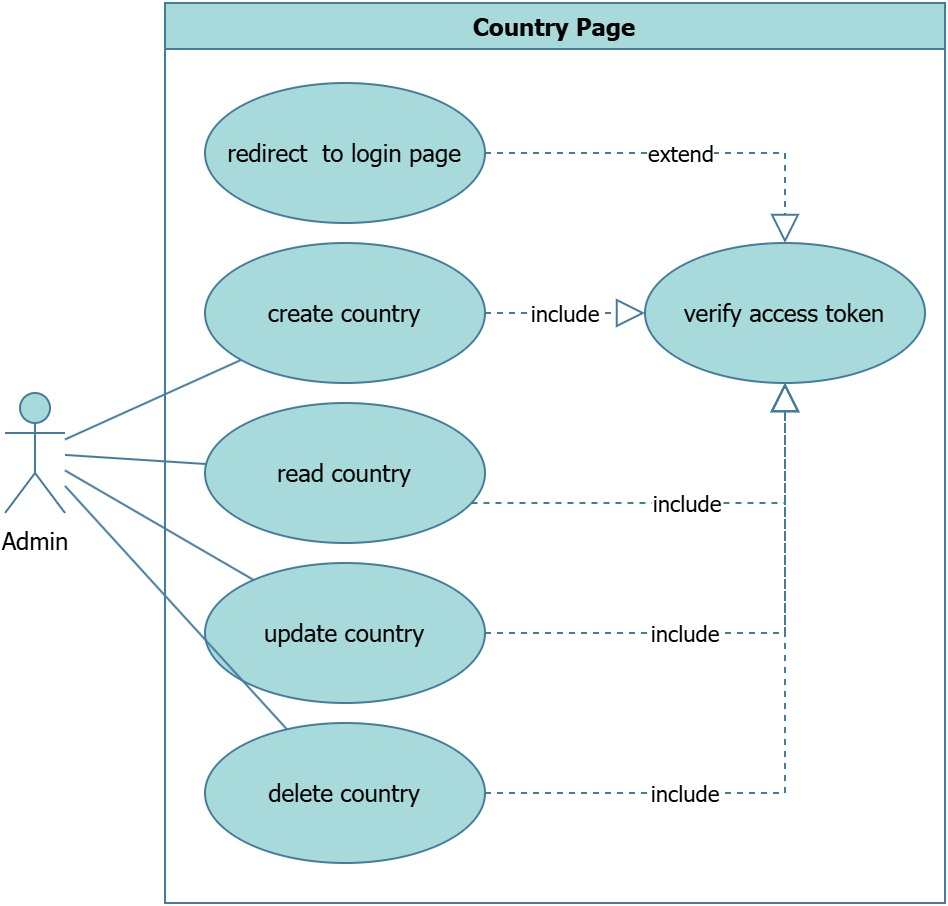 Country Page
redirect  to login page
extend
create country
include
verify access token
read country
include
Admin
update country
include
delete country
include